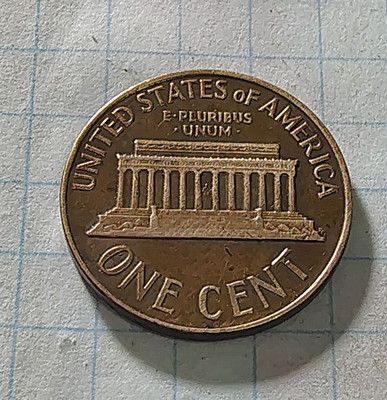 UNITED STATES oF AMERICA
E·PLURIBUS
·UNUM·
ONE CENT